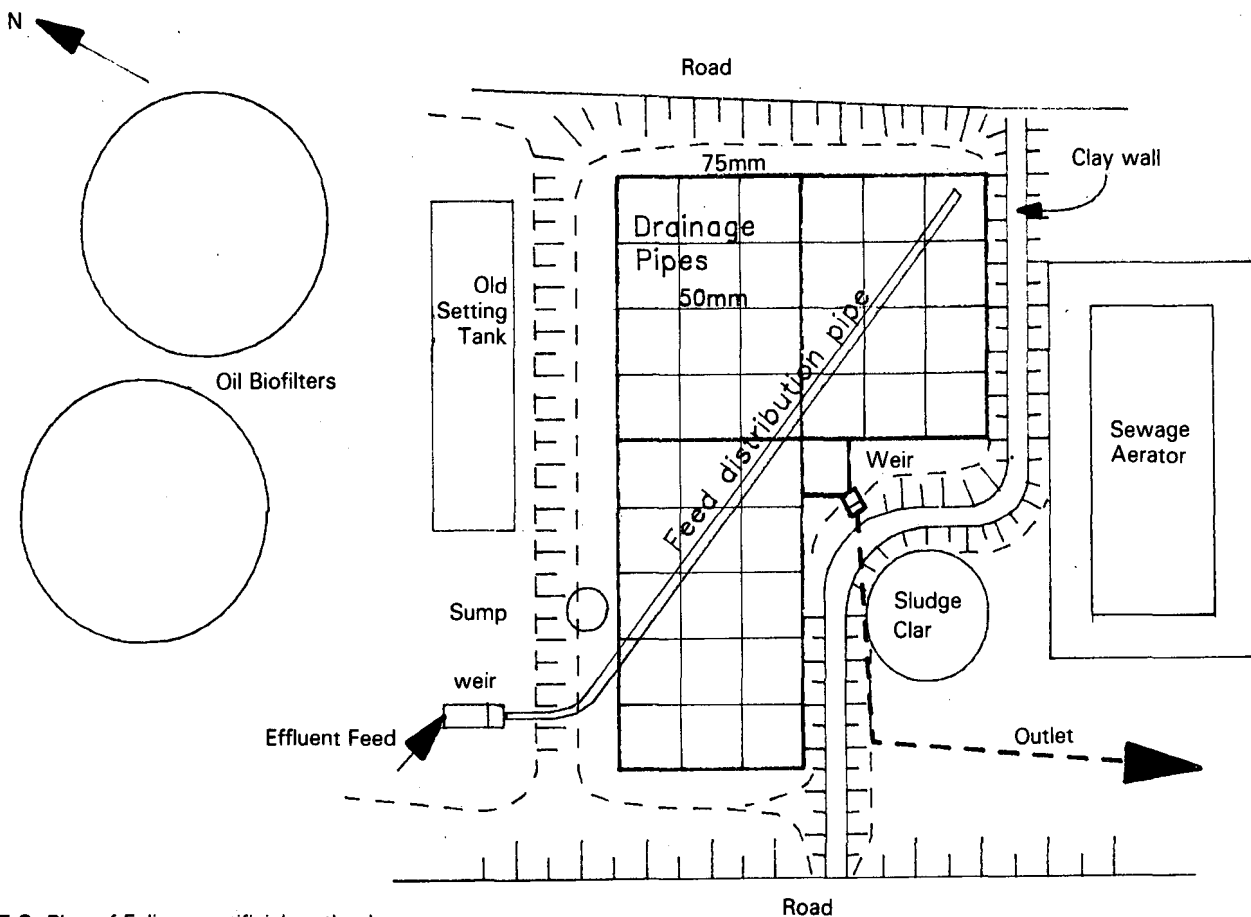 N
Road
75mm
Clay wall
Drainage
Pipes
50mm
Old
Setting
Tank
Feed distribution pipe
Oil Biofilters
Weir
Sewage
Aerator
Sump
Sludge
Clar
weir
Effluent Feed
Outlet
Road